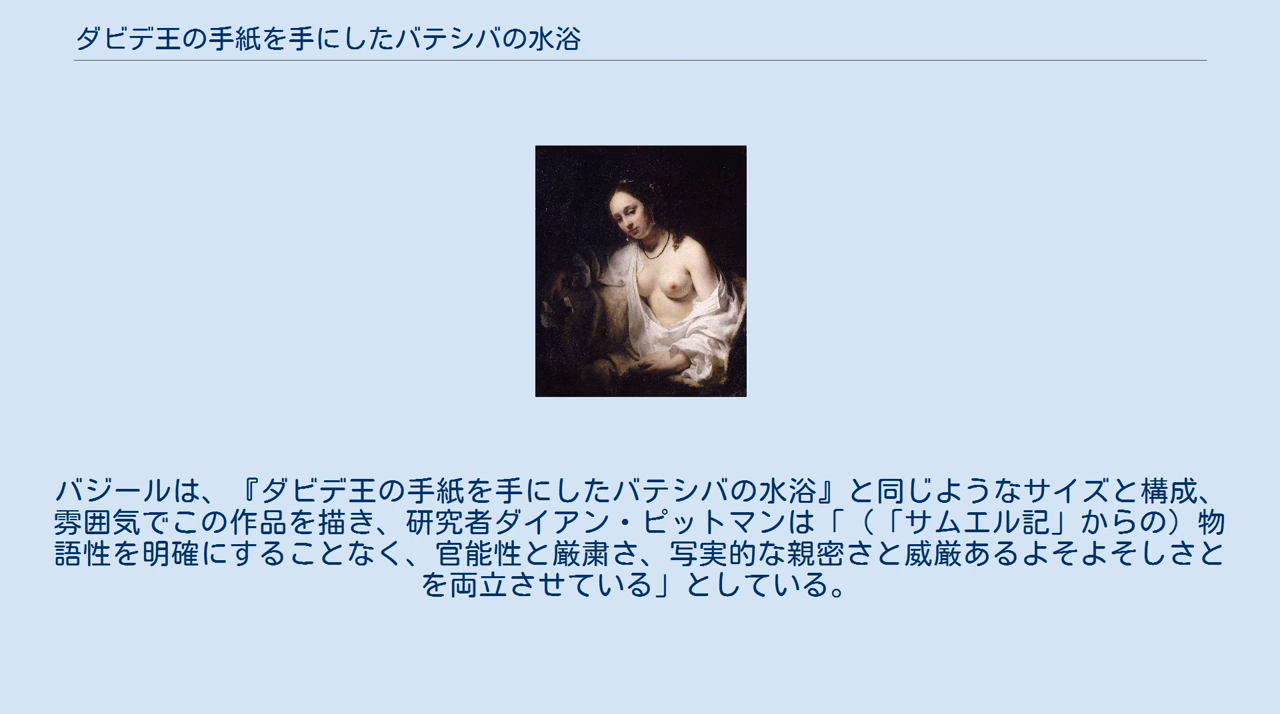 ダビデ王の手紙を手にしたバテシバの水浴
バジールは、『ダビデ王の手紙を手にしたバテシバの水浴』と同じようなサイズと構成、
雰囲気でこの作品を描き、研究者ダイアン・ピットマンは「（「サムエル記」からの）物
語性を明確にすることなく、官能性と厳粛さ、写実的な親密さと威厳あるよそよそしさと
を両立させている」としている。